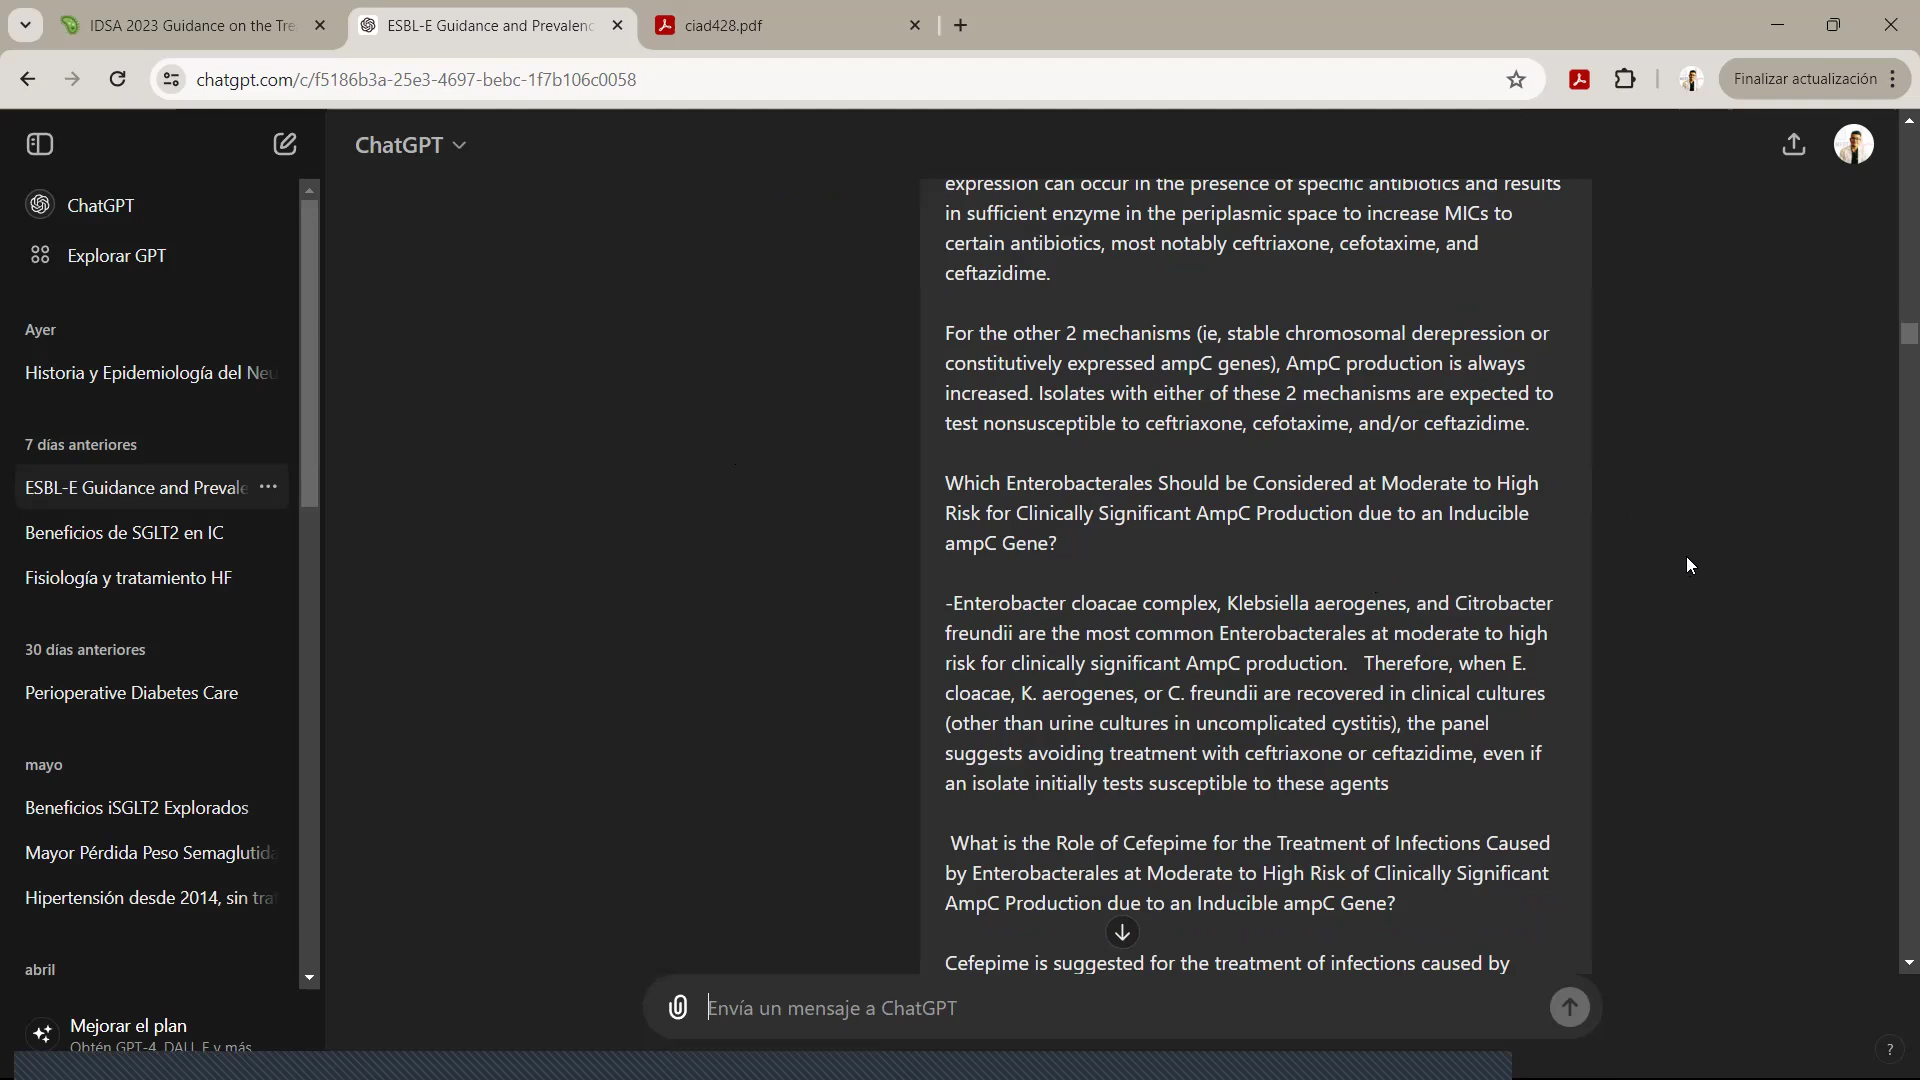 IDSA 2023 Guidance on the Tre
ESBL-E Guidance and Prevalenc
ciad428.pdf
chatgpt.com/c/f5186b3a-25e3-4697-bebc-1f7b106c0058
Finalizar actualización
ChatGPT
ChatGPT
Explorar GPT
Ayer
Historia y Epidemiología del Neu
7 días anteriores
ESBL-E Guidance and Prevale
Beneficios de SGLT2 en IC
Fisiología y tratamiento HF
30 días anteriores
Perioperative Diabetes Care
mayo
Beneficios iSGLT2 Explorados
Mayor Pérdida Peso Semaglutida
Hipertensión desde 2014, sin tra
abril
Mejorar el plan
Obtén GPT-4, DALL·E y más
expression can occur in the presence of specific antibiotics and results
in sufficient enzyme in the periplasmic space to increase MICs to
certain antibiotics, most notably ceftriaxone, cefotaxime, and
ceftazidime.
For the other 2 mechanisms (ie, stable chromosomal derepression or
constitutively expressed ampC genes), AmpC production is always
increased. Isolates with either of these 2 mechanisms are expected to
test nonsusceptible to ceftriaxone, cefotaxime, and/or ceftazidime.
Which Enterobacterales Should be Considered at Moderate to High
Risk for Clinically Significant AmpC Production due to an Inducible
ampC Gene?
-Enterobacter cloacae complex, Klebsiella aerogenes, and Citrobacter
freundii are the most common Enterobacterales at moderate to high
risk for clinically significant AmpC production.   Therefore, when E.
cloacae, K. aerogenes, or C. freundii are recovered in clinical cultures
(other than urine cultures in uncomplicated cystitis), the panel
suggests avoiding treatment with ceftriaxone or ceftazidime, even if
an isolate initially tests susceptible to these agents
What is the Role of Cefepime for the Treatment of Infections Caused
by Enterobacterales at Moderate to High Risk of Clinically Significant
AmpC Production due to an Inducible ampC Gene?
Cefepime is suggested for the treatment of infections caused by
Envía un mensaje a ChatGPT
?